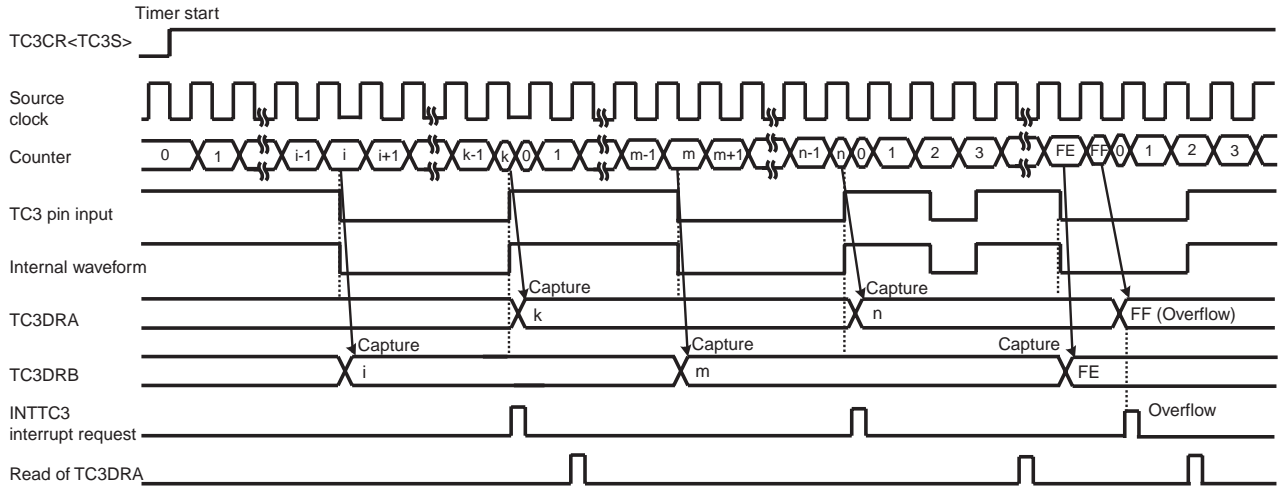 Timer start
TC3CR<TC3S>
Source
clock
Counter 0 1 i-1 i i+1 k-1 k 0 1 m-1 m m+1 n-1 n 0 1 2 3 FE FF 0 1 2 3
TC3 pin input
Internal waveform
Capture Capture
TC3DRA k n FF (Overflow)
Capture Capture Capture
TC3DRB i m FE
INTTC3
interrupt request Overflow
Read of TC3DRA